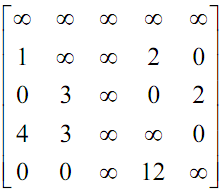 ∞ ∞ ∞ ∞ ∞
1 ∞ ∞ 2 0
0 3 ∞ 0 2
4 3 ∞ ∞ 0
0 0 ∞ 12 ∞